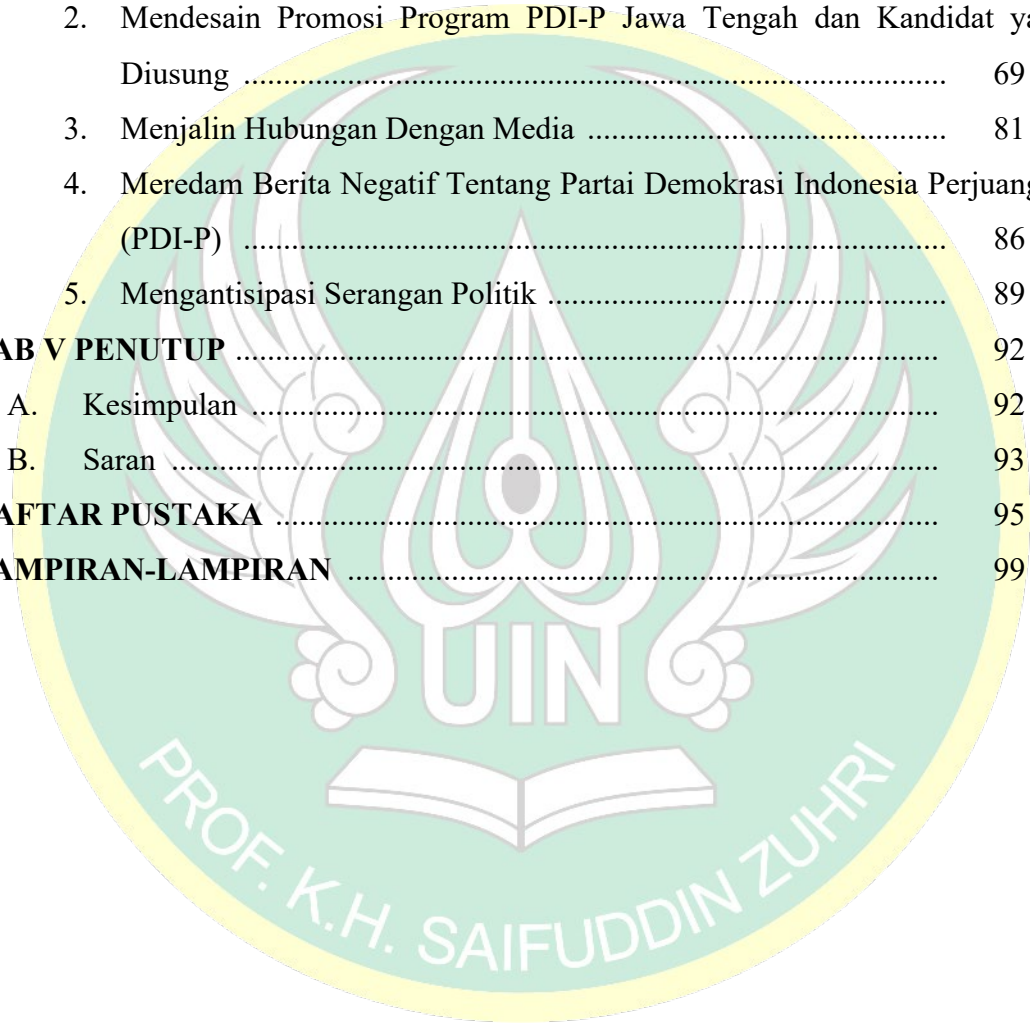 2. Mendesain Promosi Program PDI-P Jawa Tengah dan Kandidat ya
Diusung ........................................................................................ 69
3. Menjalin Hubungan Dengan Media ............................................. 81
4. Meredam Berita Negatif Tentang Partai Demokrasi Indonesia Perjuang
(PDI-P) ........................................................................................ 86
5. Mengantisipasi Serangan Politik .................................................. 89
AB V PENUTUP ........................................................................................ 92
A. Kesimpulan ...................................................................................... 92
B. Saran ................................................................................................ 93
AFTAR PUSTAKA ................................................................................... 95
AMPIRAN-LAMPIRAN .......................................................................... 99
UIN
PROF. K.H. SAIFUDDIN ZUHRI